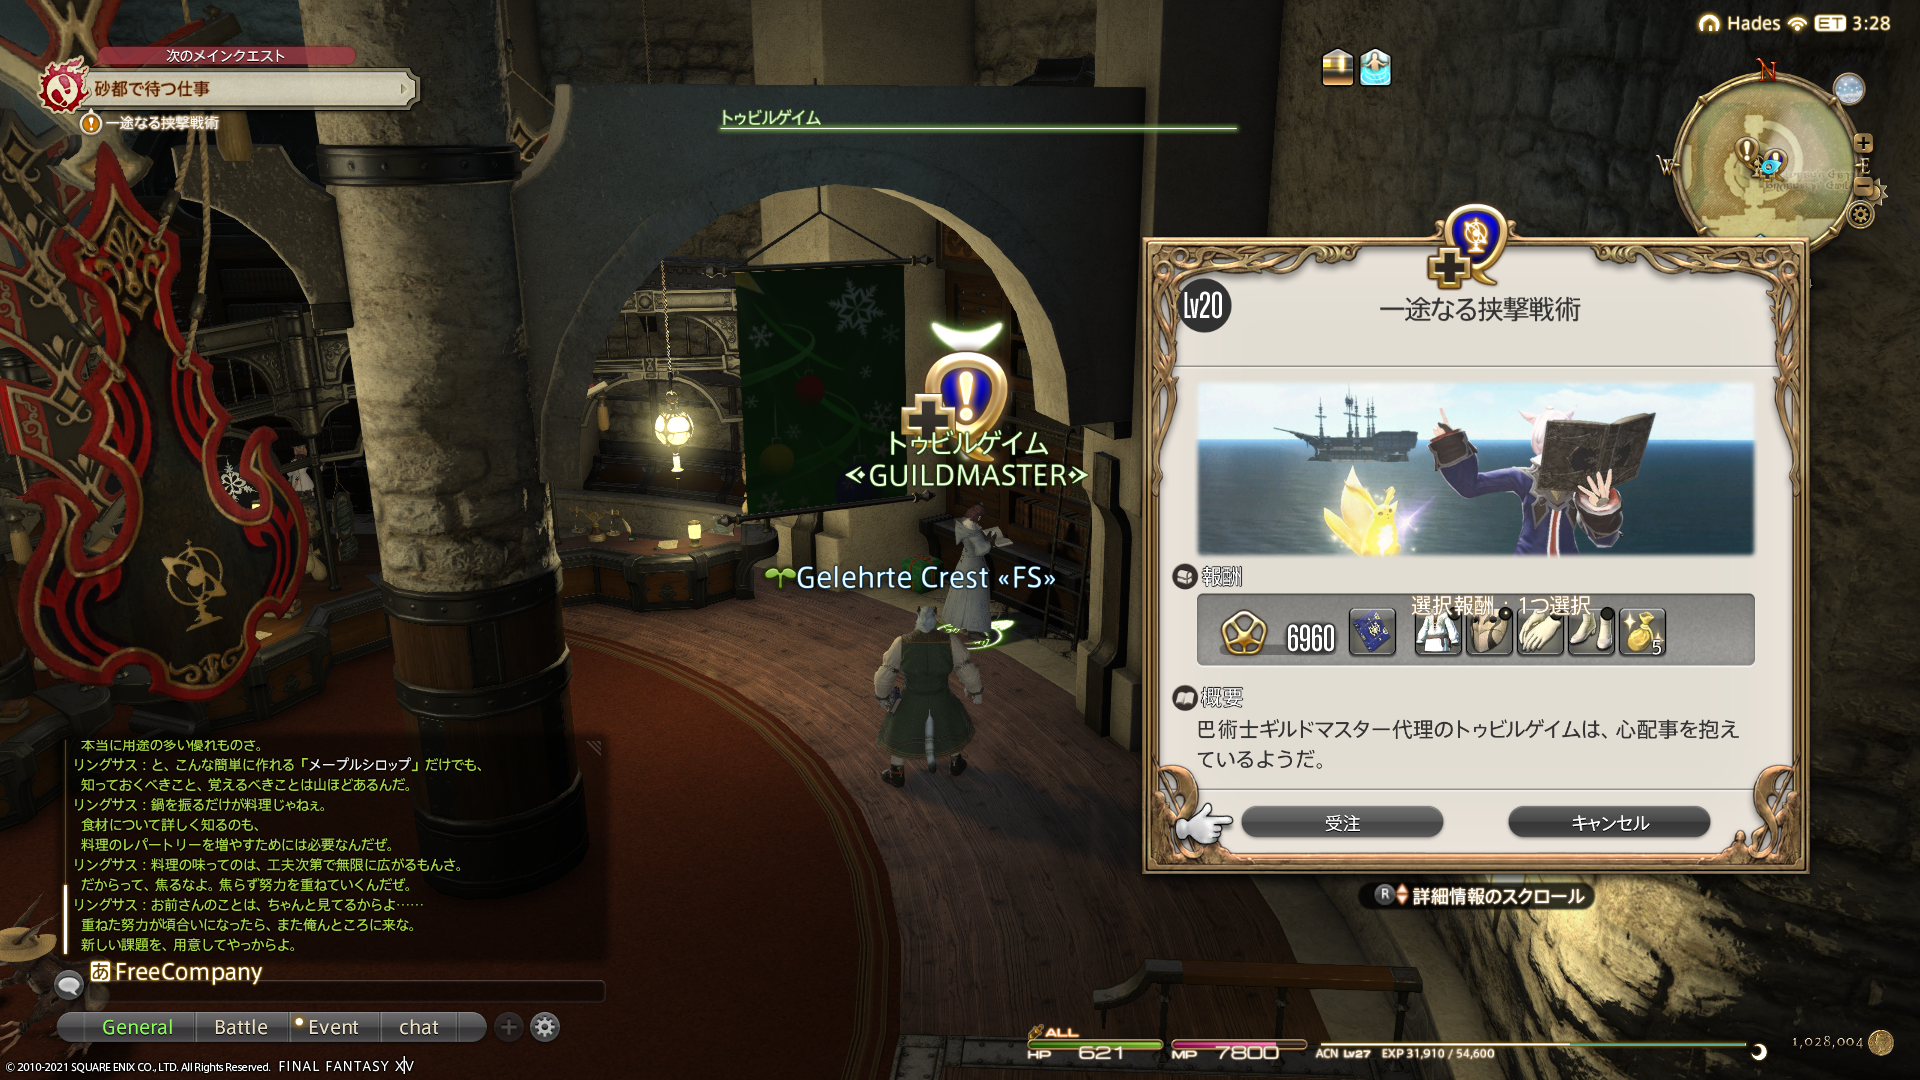 次のメインクエスト
砂都で待つ仕事
一途なる挟撃戦術
トゥビルゲイム
Hades ET 3:28
N
W
E
Lv20
一途なる挟撃戦術
トゥビルゲイム
«GUILDMASTER»
Gelehrte Crest «FS»
報酬
選択報酬：1つ選択
6960
5
概要
巴術士ギルドマスター代理のトゥビルゲイムは、心配事を抱え
ているようだ。
受注
キャンセル
R 詳細情報のスクロール
本当に用途の多い優れものさ。
リングサス：と、こんな簡単に作れる「メープルシロップ」だけでも、
知っておくべきこと、覚えるべきことは山ほどあるんだ。
リングサス：鍋を振るだけが料理じゃねぇ。
食材について詳しく知るのも、
料理のレパートリーを増やすためには必要なんだぜ。
リングサス：料理の味ってのは、工夫次第で無限に広がるもんさ。
だからって、焦るなよ。焦らず努力を重ねていくんだぜ。
リングサス：お前さんのことは、ちゃんと見てるからよ……
重ねた努力が頃合いになったら、また俺んところに来な。
新しい課題を、用意してやっからよ。
あ FreeCompany
General Battle Event chat
ALL
HP 621 MP 7800 ACN Lv27 EXP 31,910 / 54,600
1,028,004
© 2010-2021 SQUARE ENIX CO., LTD. All Rights Reserved. FINAL FANTASY XIV